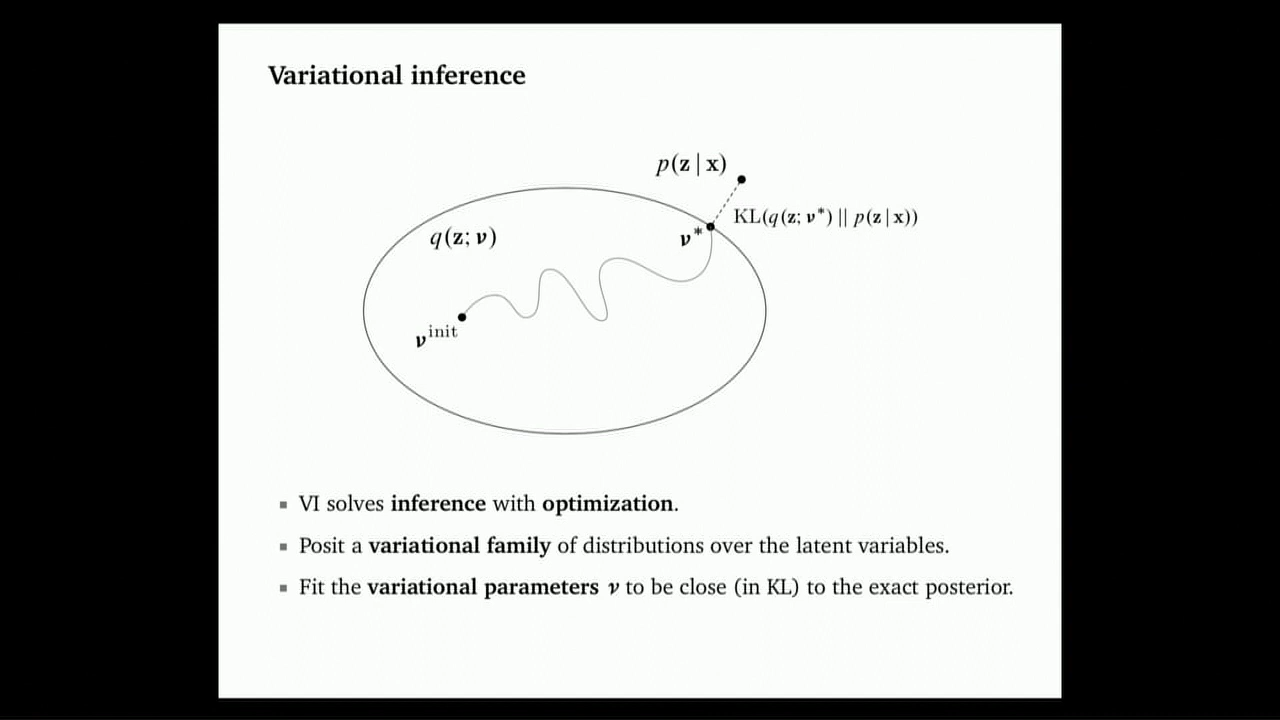 Variational inference
p(z | x)
KL(q(z; ν*) || p(z | x))
q(z; ν)
ν*
ν^init
▪ VI solves inference with optimization.
▪ Posit a variational family of distributions over the latent variables.
▪ Fit the variational parameters ν to be close (in KL) to the exact posterior.